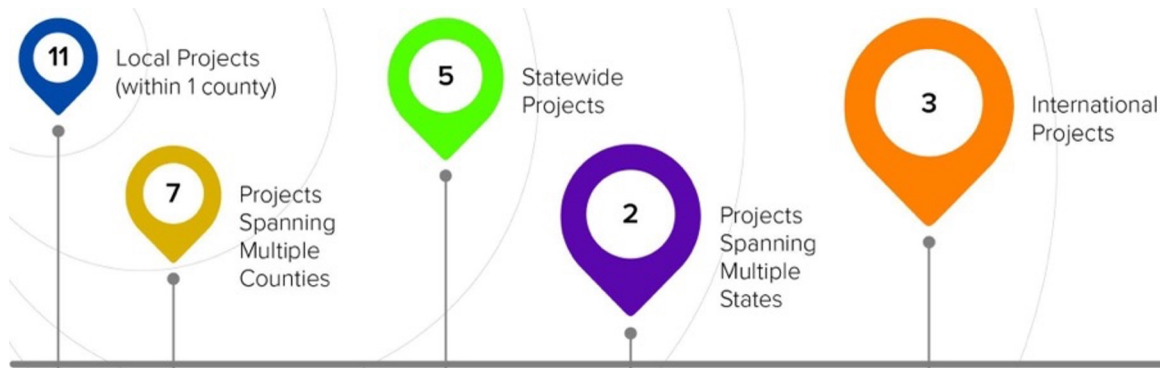 11
Local Projects
(within 1 county)
7
Projects
Spanning
Multiple
Counties
5
Statewide
Projects
2
Projects
Spanning
Multiple
States
3
International
Projects